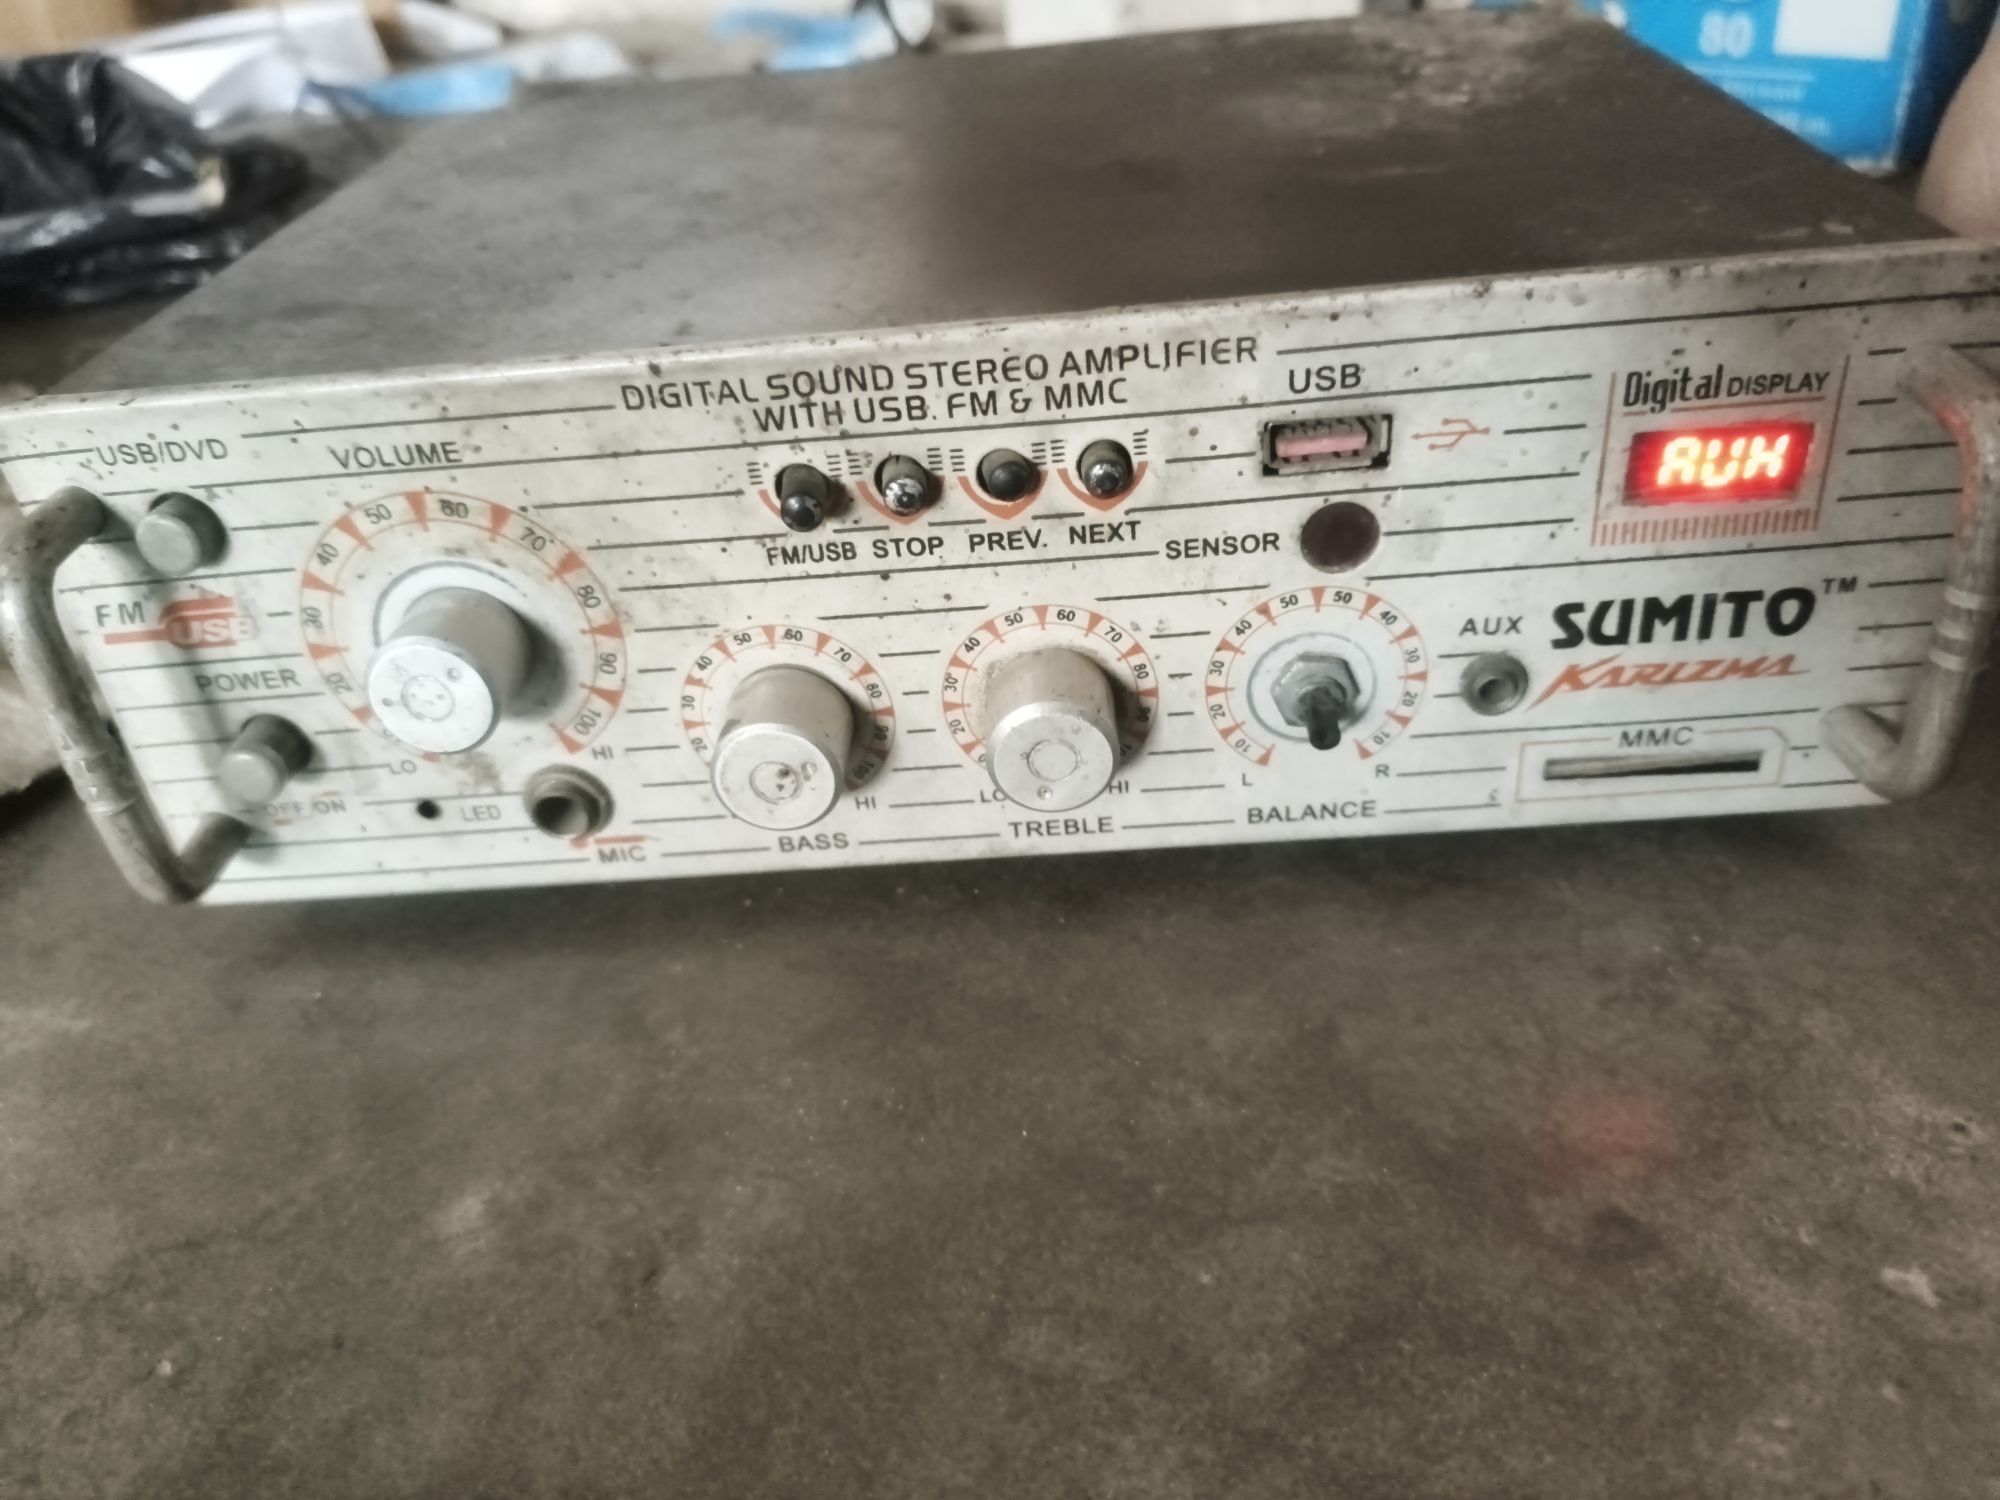 80
DIGITAL SOUND STEREO AMPLIFIER
WITH USB. FM & MMC
USB
Digital DISPLAY
AUX
USB/DVD
VOLUME
FM/USB STOP PREV. NEXT
SENSOR
FM USB
POWER
OFF/ON
20 30 40 50 60 70 80 90 100
LO HI
LED
MIC
20 30 40 50 60 70 80 90 100
HI
BASS
20 30 40 50 60 70 80 90
LO HI
TREBLE
10 20 30 40 50 50 40 30 20 10
L R
BALANCE
AUX
SUMITO TM
KARIZMA
MMC